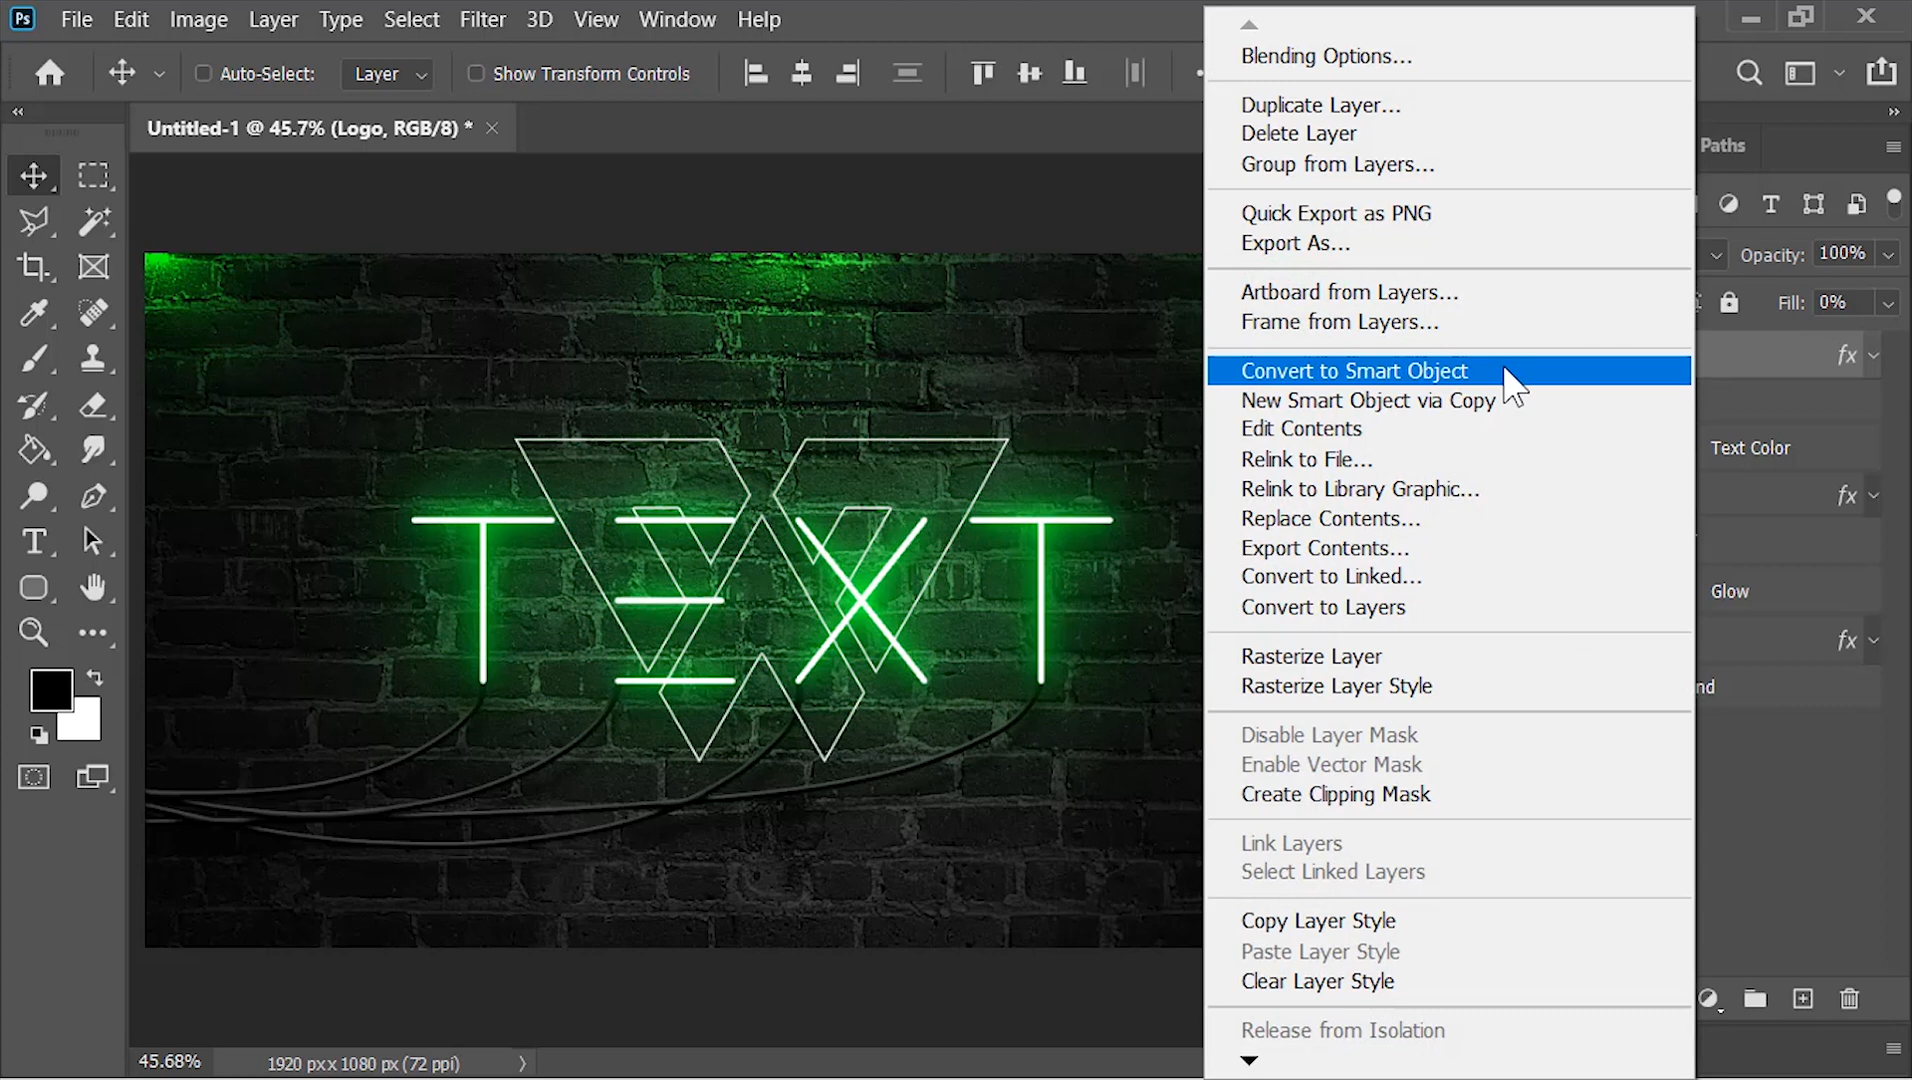 Ps File Edit Image Layer Type Select Filter 3D View Window Help
Auto-Select: Layer Show Transform Controls
Untitled-1 @ 45.7% (Logo, RGB/8) *
TEXT
45.68% 1920 px x 1080 px (72 ppi)
Blending Options...
Duplicate Layer...
Delete Layer
Group from Layers...
Quick Export as PNG
Export As...
Artboard from Layers...
Frame from Layers...
Convert to Smart Object
New Smart Object via Copy
Edit Contents
Relink to File...
Relink to Library Graphic...
Replace Contents...
Export Contents...
Convert to Linked...
Convert to Layers
Rasterize Layer
Rasterize Layer Style
Disable Layer Mask
Enable Vector Mask
Create Clipping Mask
Link Layers
Select Linked Layers
Copy Layer Style
Paste Layer Style
Clear Layer Style
Release from Isolation
Paths
Opacity: 100%
Fill: 0%
fx
Text Color
fx
Glow
fx
nd